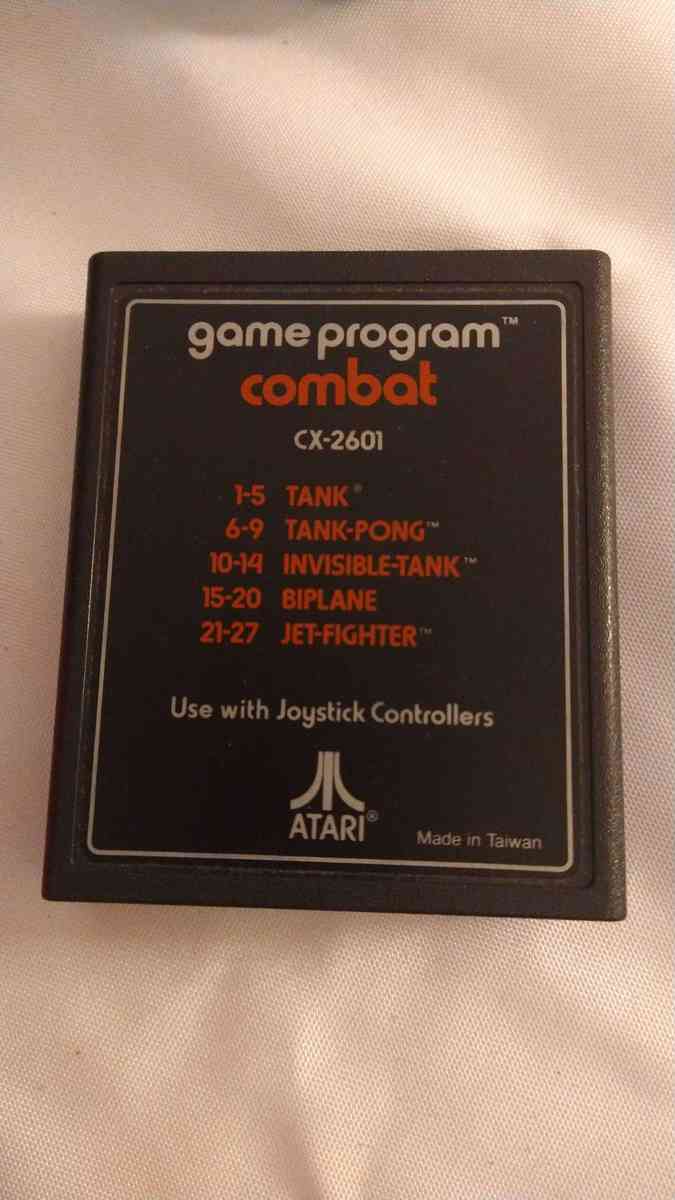 game program™
combat
CX-2601
1-5 TANK®
6-9 TANK-PONG™
10-14 INVISIBLE-TANK™
15-20 BIPLANE
21-27 JET-FIGHTER™
Use with Joystick Controllers
ATARI®
Made in Taiwan